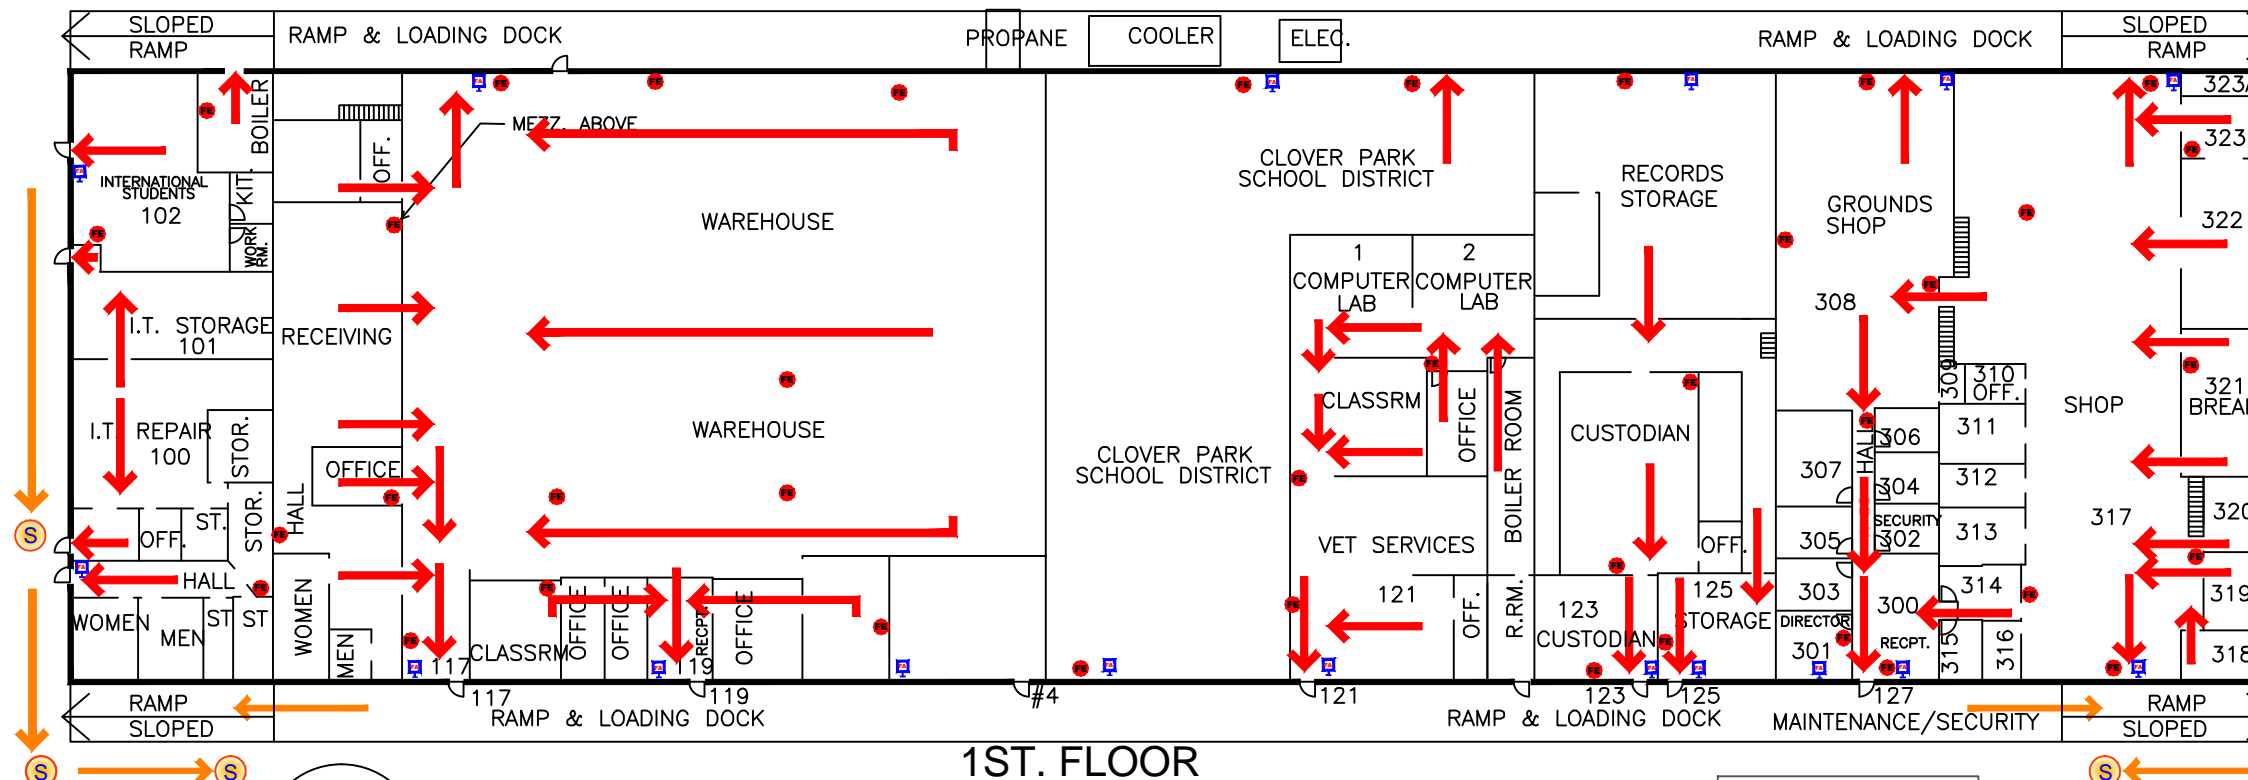 SLOPED
RAMP
RAMP & LOADING DOCK
PROPANE
COOLER
ELEC.
RAMP & LOADING DOCK
SLOPED
RAMP
BOILER
INTERNATIONAL
STUDENTS
102
KIT.
WORK
RM.
OFF.
MEZZ. ABOVE
WAREHOUSE
CLOVER PARK
SCHOOL DISTRICT
RECORDS
STORAGE
GROUNDS
SHOP
323A
323
322
I.T. STORAGE
101
RECEIVING
1
COMPUTER
LAB
2
COMPUTER
LAB
308
309
310
OFF.
SHOP
321
I.T. REPAIR
100
STOR.
STOR.
OFFICE
HALL
WAREHOUSE
CLOVER PARK
SCHOOL DISTRICT
CLASSRM
OFFICE
BOILER ROOM
CUSTODIAN
HALL
306
307
304
311
312
313
317
320
OFF.
ST.
VET SERVICES
OFF.
305
SECURITY
302
HALL
WOMEN
MEN
ST
ST
WOMEN
MEN
117
CLASSRM
OFFICE
OFFICE
RECPT.
19
OFFICE
121
OFF.
R.RM.
123
CUSTODIAN
125
STORAGE
303
DIRECTOR
301
300
RECPT.
314
315
316
319
318
RAMP
SLOPED
117
119
#4
121
123
125
127
RAMP & LOADING DOCK
RAMP & LOADING DOCK
MAINTENANCE/SECURITY
RAMP
SLOPED
1ST. FLOOR
S
S
S
S